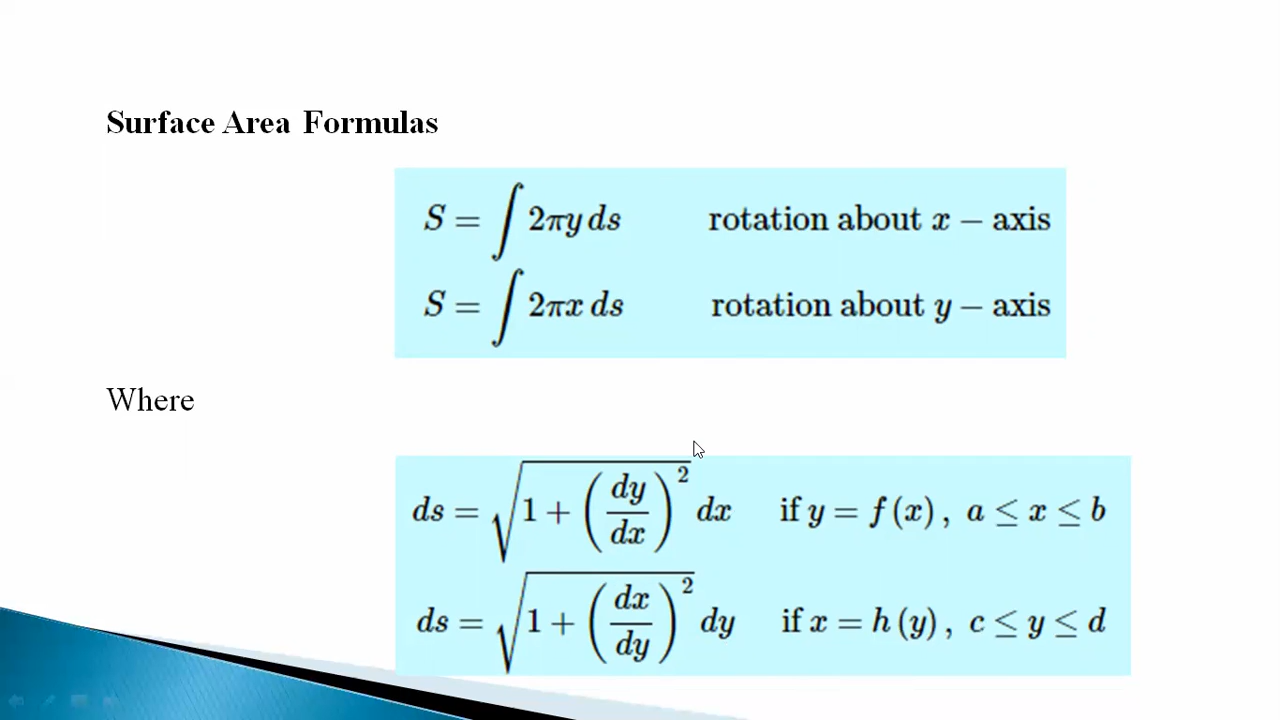 Surface Area Formulas
S = ∫ 2πy ds rotation about x − axis
S = ∫ 2πx ds rotation about y − axis
Where
ds = √(1 + (dy/dx)²) dx if y = f (x) , a ≤ x ≤ b
ds = √(1 + (dx/dy)²) dy if x = h (y) , c ≤ y ≤ d